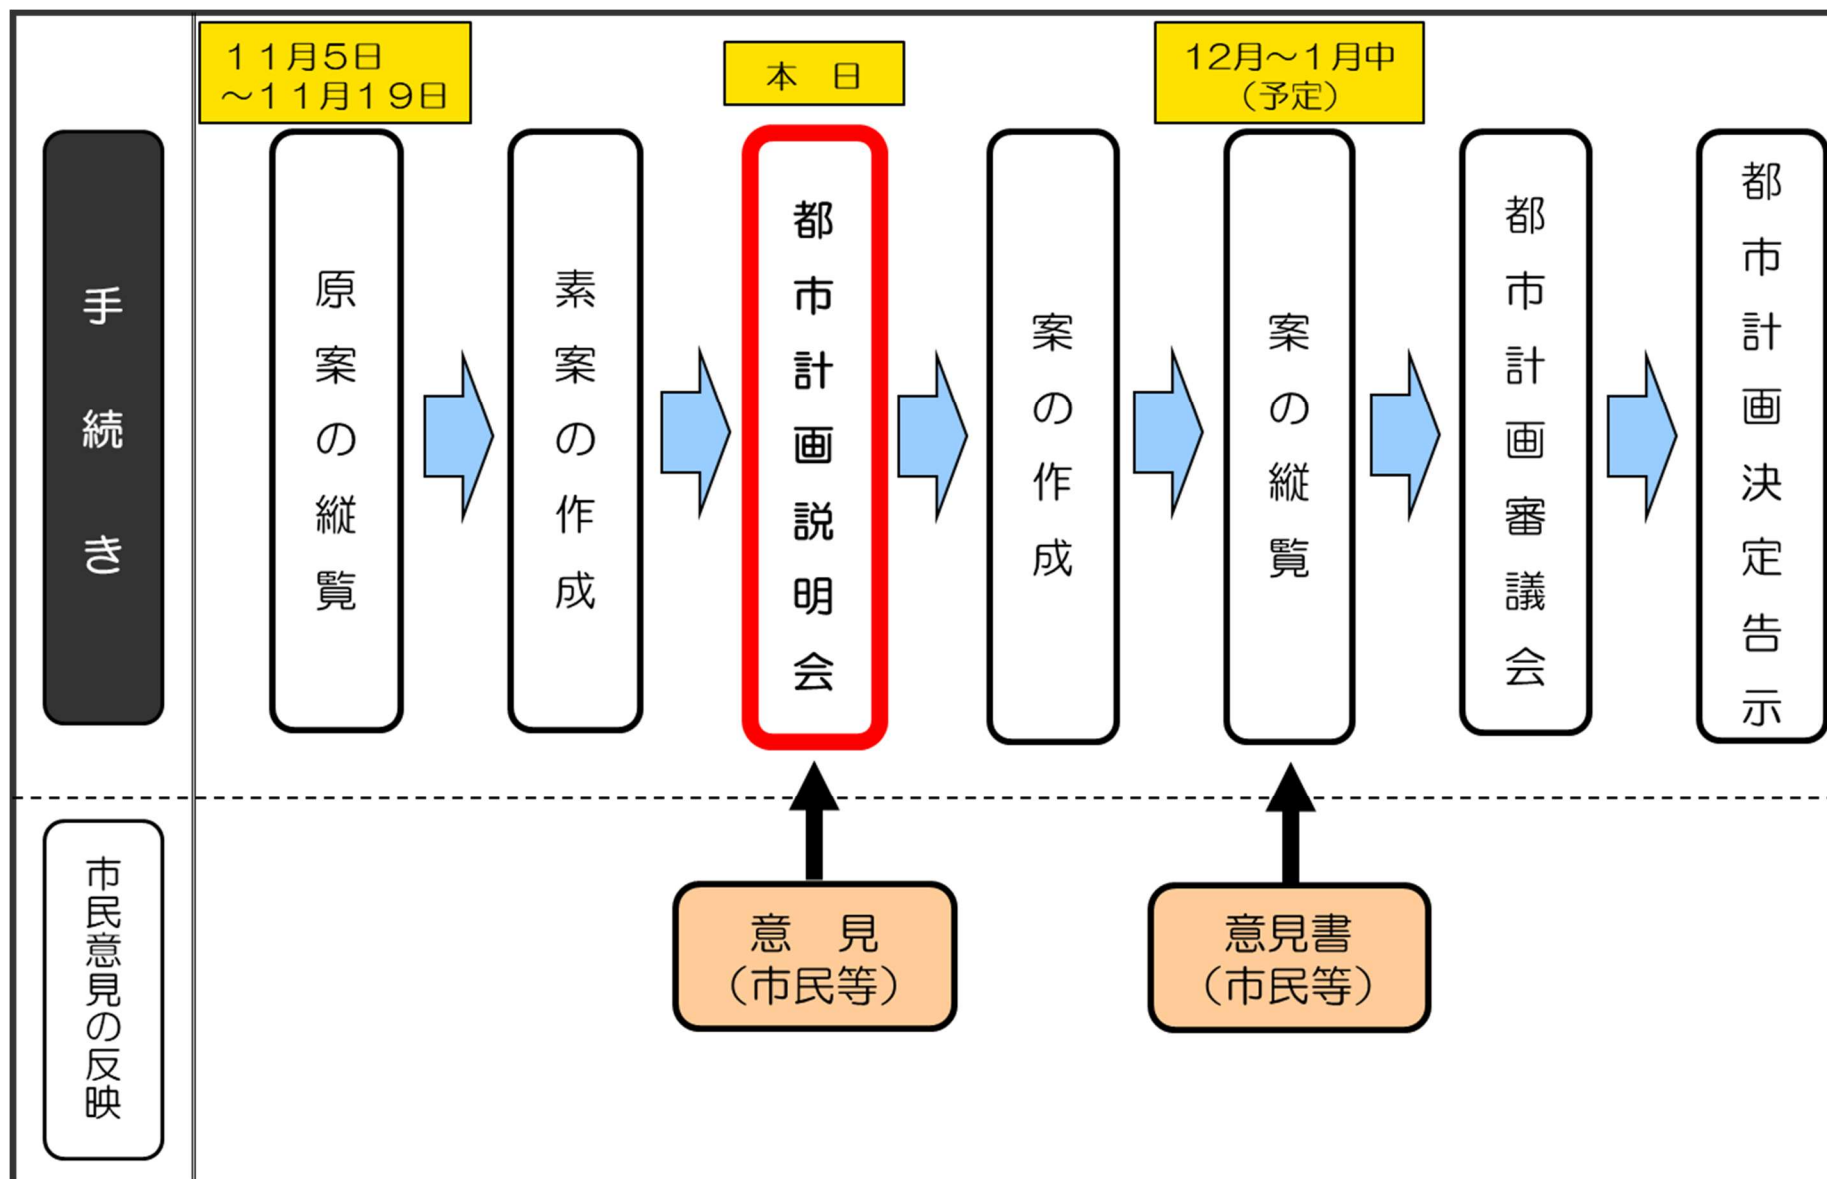 １１月５日
～１１月１９日
本　日
12月～１月中
（予定）
手続き
原案の縦覧
素案の作成
都市計画説明会
案の作成
案の縦覧
都市計画審議会
都市計画決定告示
市民意見の反映
意　見
（市民等）
意見書
（市民等）